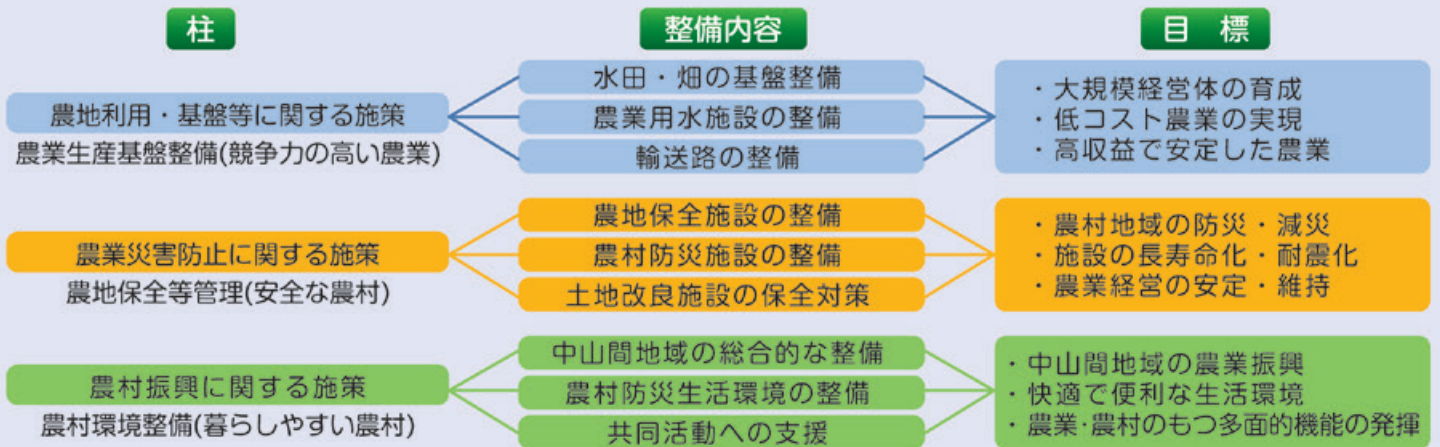 柱
整備内容
目 標
農地利用・基盤等に関する施策
農業生産基盤整備(競争力の高い農業)
水田・畑の基盤整備
農業用水施設の整備
輸送路の整備
・大規模経営体の育成
・低コスト農業の実現
・高収益で安定した農業
農業災害防止に関する施策
農地保全等管理(安全な農村)
農地保全施設の整備
農村防災施設の整備
土地改良施設の保全対策
・農村地域の防災・減災
・施設の長寿命化・耐震化
・農業経営の安定・維持
農村振興に関する施策
農村環境整備(暮らしやすい農村)
中山間地域の総合的な整備
農村防災生活環境の整備
共同活動への支援
・中山間地域の農業振興
・快適で便利な生活環境
・農業・農村のもつ多面的機能の発揮